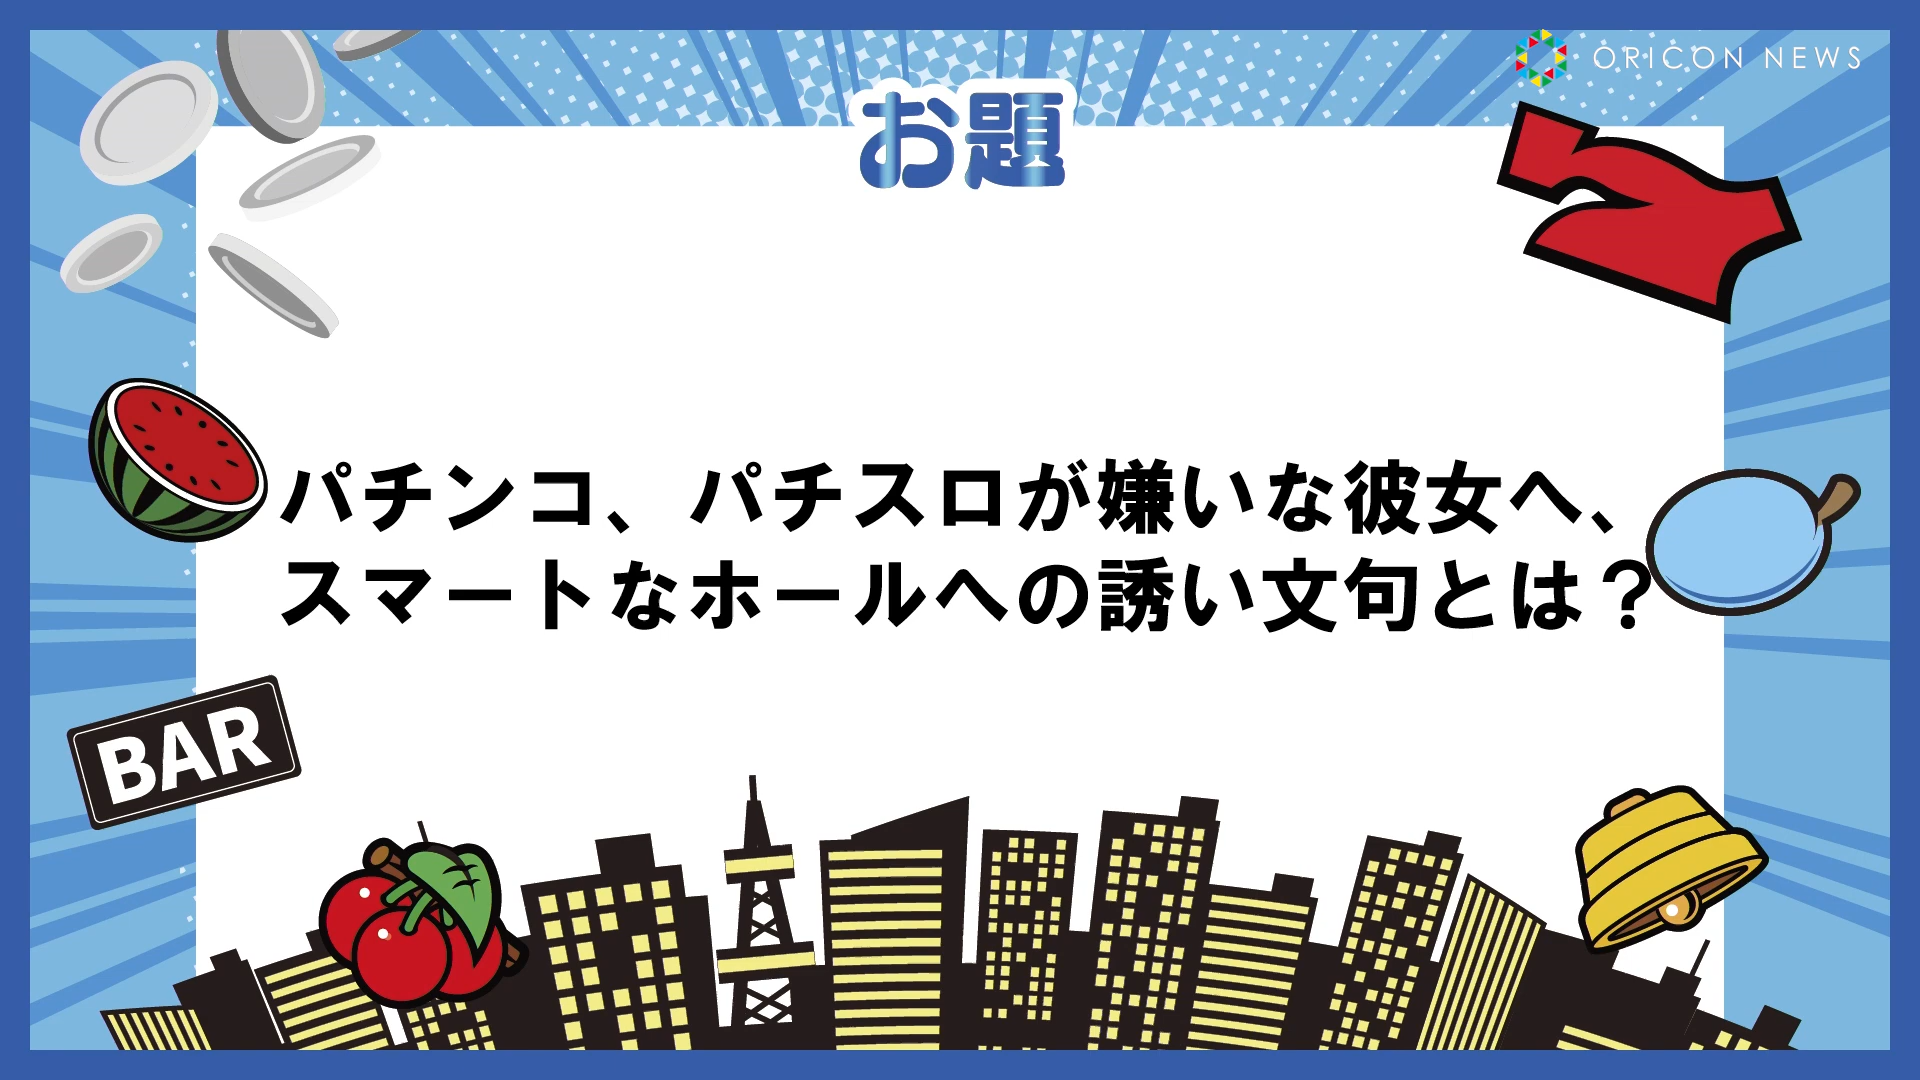 ORICON NEWS
お題
パチンコ、パチスロが嫌いな彼女へ、
スマートなホールへの誘い文句とは？
BAR